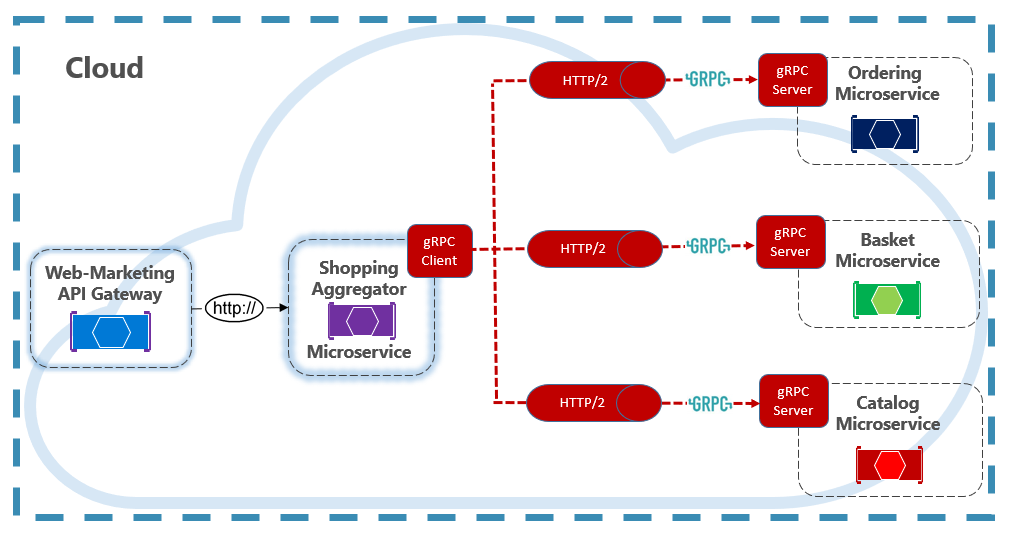 Cloud
Web-Marketing
API Gateway
http://
Shopping
Aggregator
Microservice
gRPC
Client
HTTP/2
GRPC
gRPC
Server
Ordering
Microservice
HTTP/2
GRPC
gRPC
Server
Basket
Microservice
HTTP/2
GRPC
gRPC
Server
Catalog
Microservice